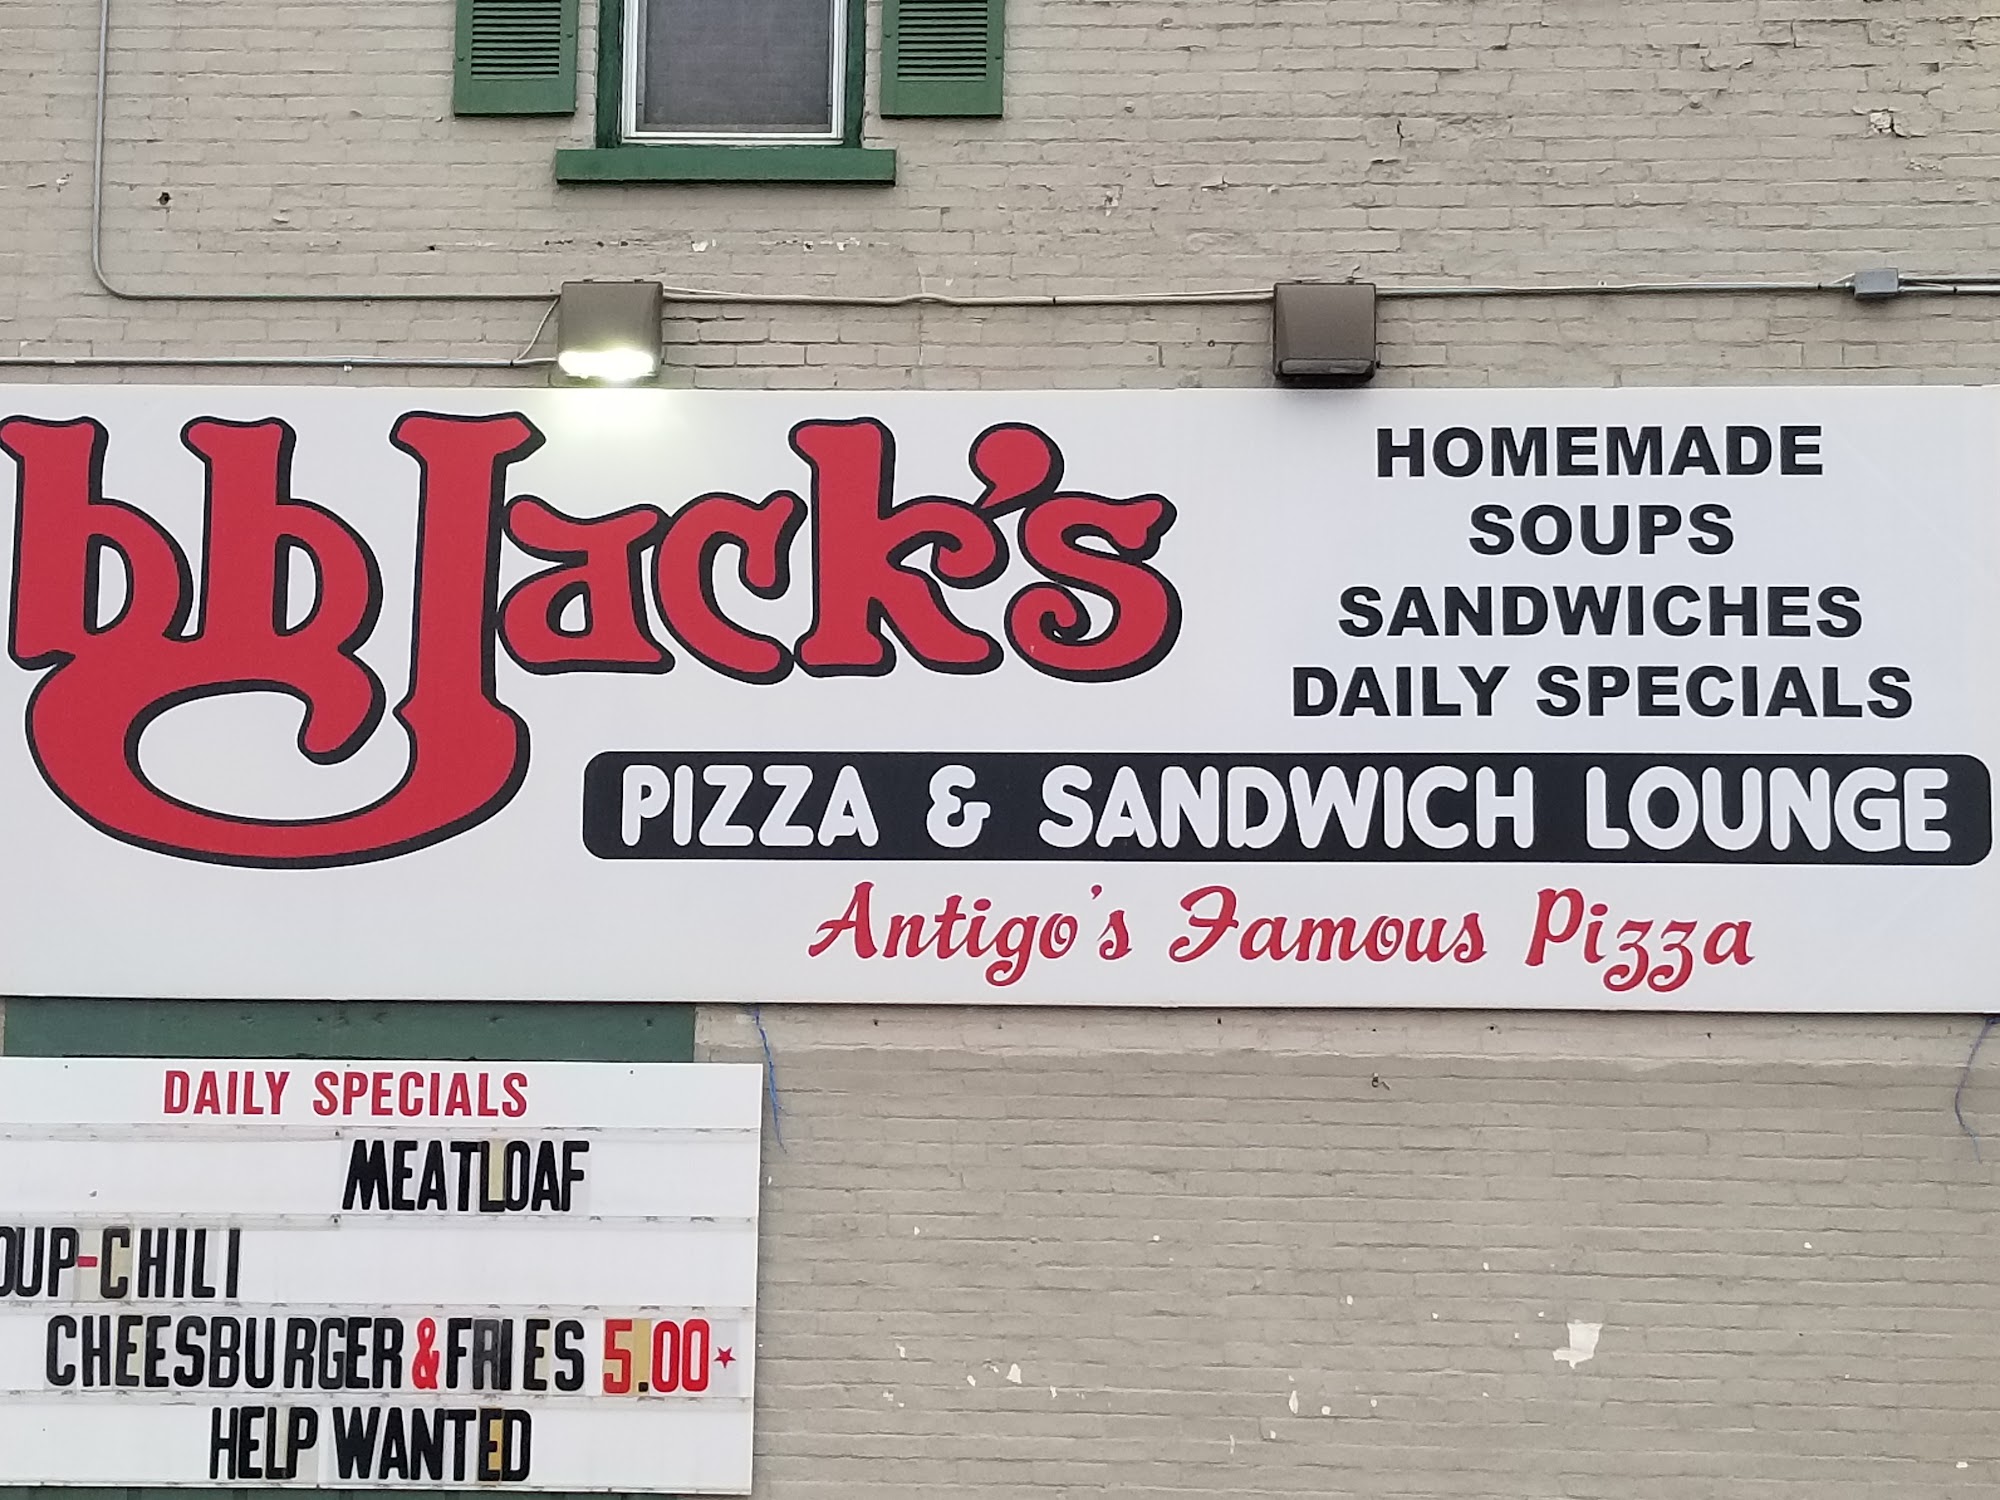 bbJack's
HOMEMADE
SOUPS
SANDWICHES
DAILY SPECIALS
PIZZA & SANDWICH LOUNGE
Antigo's Famous Pizza
DAILY SPECIALS
MEATLOAF
OUP-CHILI
CHEESBURGER & FRIES 5.00★
HELP WANTED